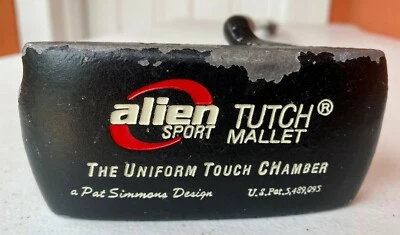 alien TUTCH®
SPORT MALLET
THE UNIFORM TOUCH CHAMBER
a Pat Simmons Design U.S. Pat. 5,489,095